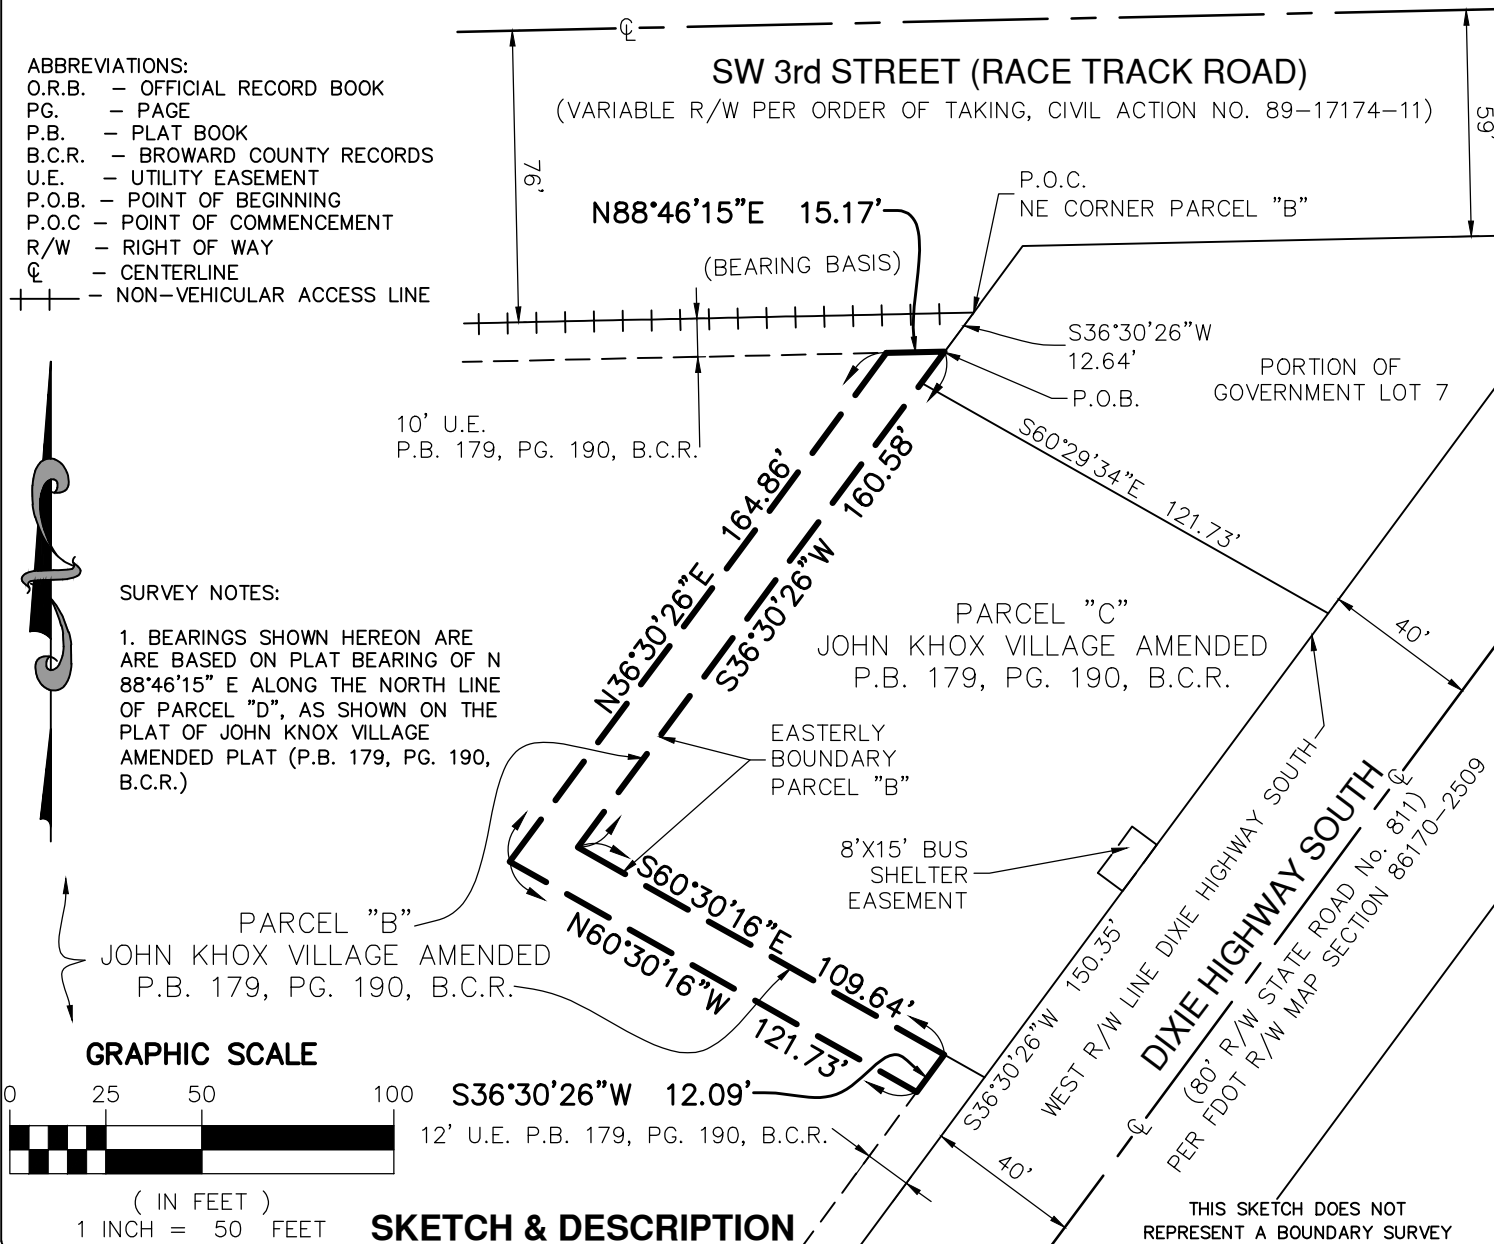 ABBREVIATIONS:
O.R.B. – OFFICIAL RECORD BOOK
PG. – PAGE
P.B. – PLAT BOOK
B.C.R. – BROWARD COUNTY RECORDS
U.E. – UTILITY EASEMENT
P.O.B. – POINT OF BEGINNING
P.O.C – POINT OF COMMENCEMENT
R/W – RIGHT OF WAY
℄ – CENTERLINE
– NON–VEHICULAR ACCESS LINE
℄
SW 3rd STREET (RACE TRACK ROAD)
(VARIABLE R/W PER ORDER OF TAKING, CIVIL ACTION NO. 89–17174–11)
76'
59'
N88°46'15"E 15.17'
(BEARING BASIS)
P.O.C.
NE CORNER PARCEL "B"
S36°30'26"W
12.64'
P.O.B.
PORTION OF
GOVERNMENT LOT 7
10' U.E.
P.B. 179, PG. 190, B.C.R.
S60°29'34"E 121.73'
N36°30'26"E 164.86'
S36°30'26"W 160.58'
SURVEY NOTES:
1. BEARINGS SHOWN HEREON ARE
ARE BASED ON PLAT BEARING OF N
88°46'15" E ALONG THE NORTH LINE
OF PARCEL "D", AS SHOWN ON THE
PLAT OF JOHN KNOX VILLAGE
AMENDED PLAT (P.B. 179, PG. 190,
B.C.R.)
PARCEL "C"
JOHN KHOX VILLAGE AMENDED
P.B. 179, PG. 190, B.C.R.
40'
EASTERLY
BOUNDARY
PARCEL "B"
8'X15' BUS
SHELTER
EASEMENT
PARCEL "B"
JOHN KHOX VILLAGE AMENDED
P.B. 179, PG. 190, B.C.R.
S60°30'16"E 109.64'
N60°30'16"W 121.73'
S36°30'26"W 12.09'
12' U.E. P.B. 179, PG. 190, B.C.R.
S36°30'26"W 150.35'
WEST R/W LINE DIXIE HIGHWAY SOUTH
DIXIE HIGHWAY SOUTH
℄
(80' R/W STATE ROAD No. 811)
PER FDOT R/W MAP SECTION 86170–2509
℄
40'
GRAPHIC SCALE
0 25 50 100
( IN FEET )
1 INCH = 50 FEET
SKETCH & DESCRIPTION
THIS SKETCH DOES NOT
REPRESENT A BOUNDARY SURVEY